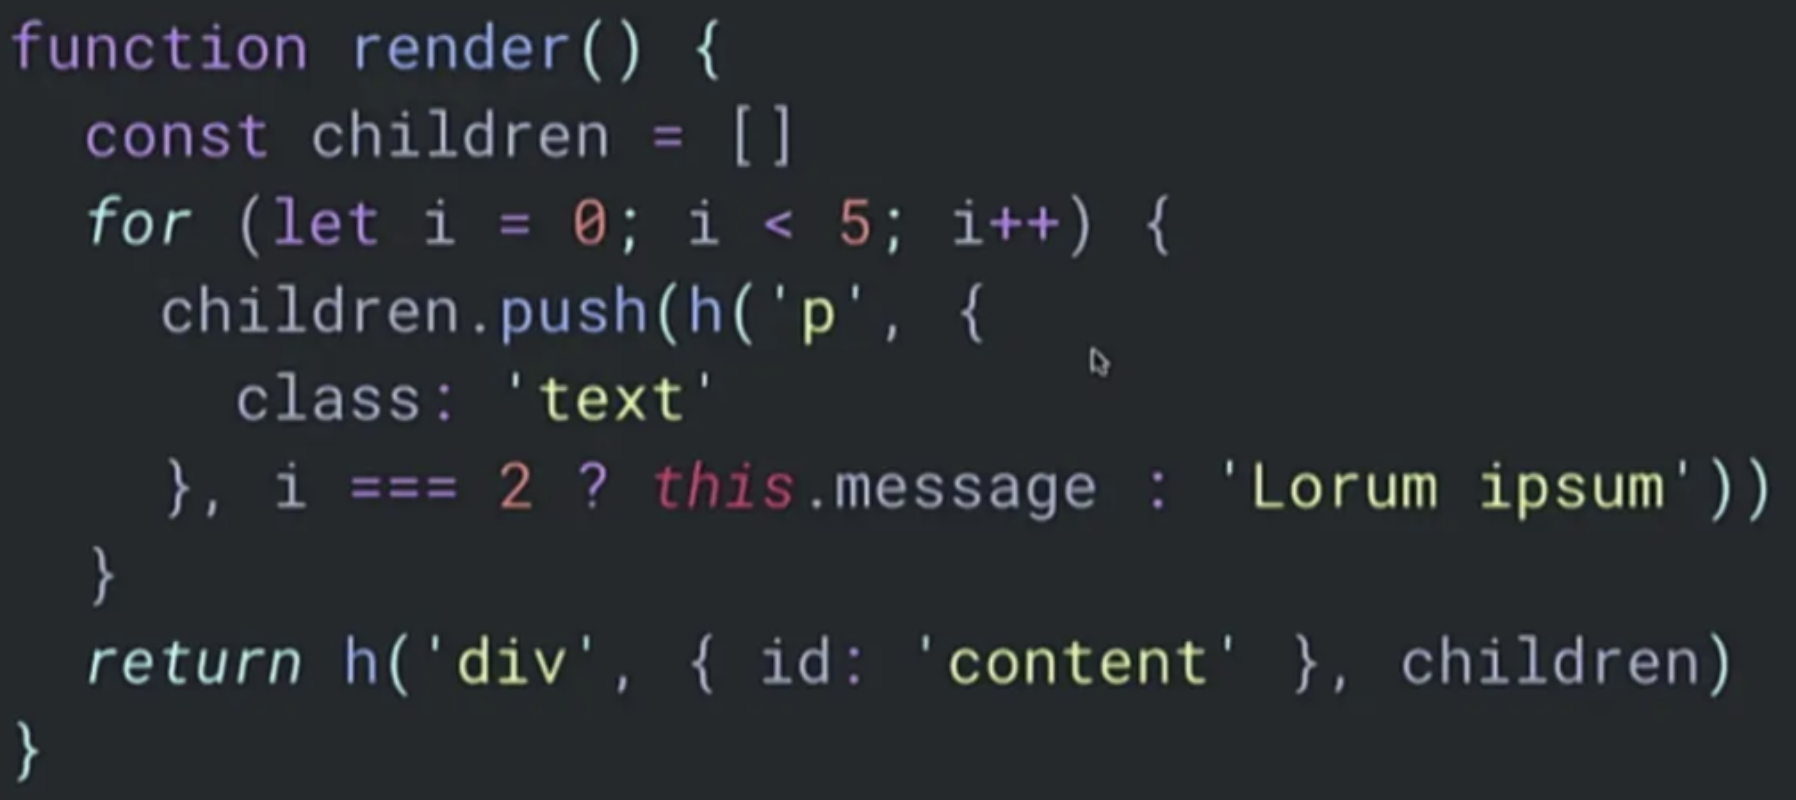 function render() {
  const children = []
  for (let i = 0; i < 5; i++) {
    children.push(h('p', {
      class: 'text'
    }, i === 2 ? this.message : 'Lorum ipsum'))
  }
  return h('div', { id: 'content' }, children)
}